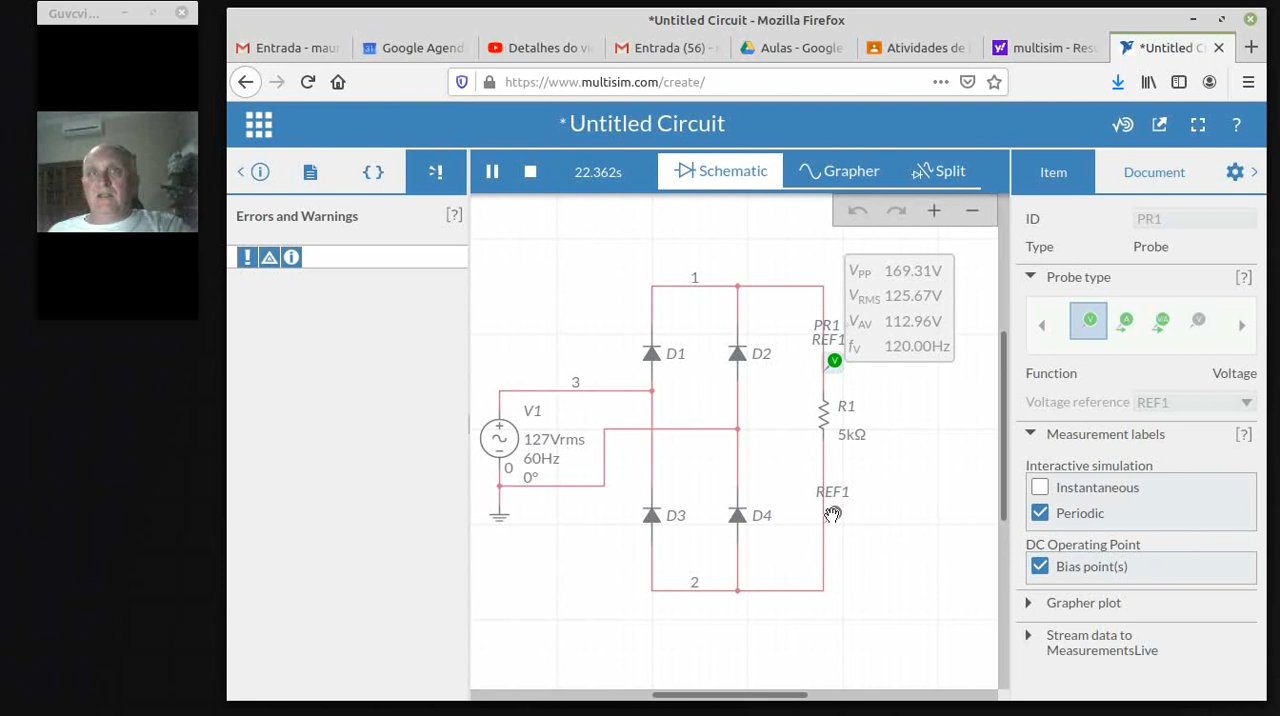 Guvcvi...
*Untitled Circuit - Mozilla Firefox
Entrada - mau
Google Agend
Detalhes do ví
Entrada (56) -
Aulas - Google
Atividades de
multisim - Res
*Untitled Ci
https://www.multisim.com/create/
* Untitled Circuit
?
22.362s
Schematic
Grapher
Split
Item
Document
Errors and Warnings
[?]
ID
PR1
Type
Probe
Probe type
[?]
Function
Voltage
Voltage reference
REF1
Measurement labels
[?]
Interactive simulation
Instantaneous
Periodic
DC Operating Point
Bias point(s)
Grapher plot
Stream data to
MeasurementsLive
VPP 169.31V
VRMS 125.67V
VAV 112.96V
fV 120.00Hz
1
PR1
REF1
V
D1
D2
3
V1
127Vrms
60Hz
0°
0
R1
5kΩ
REF1
D3
D4
2